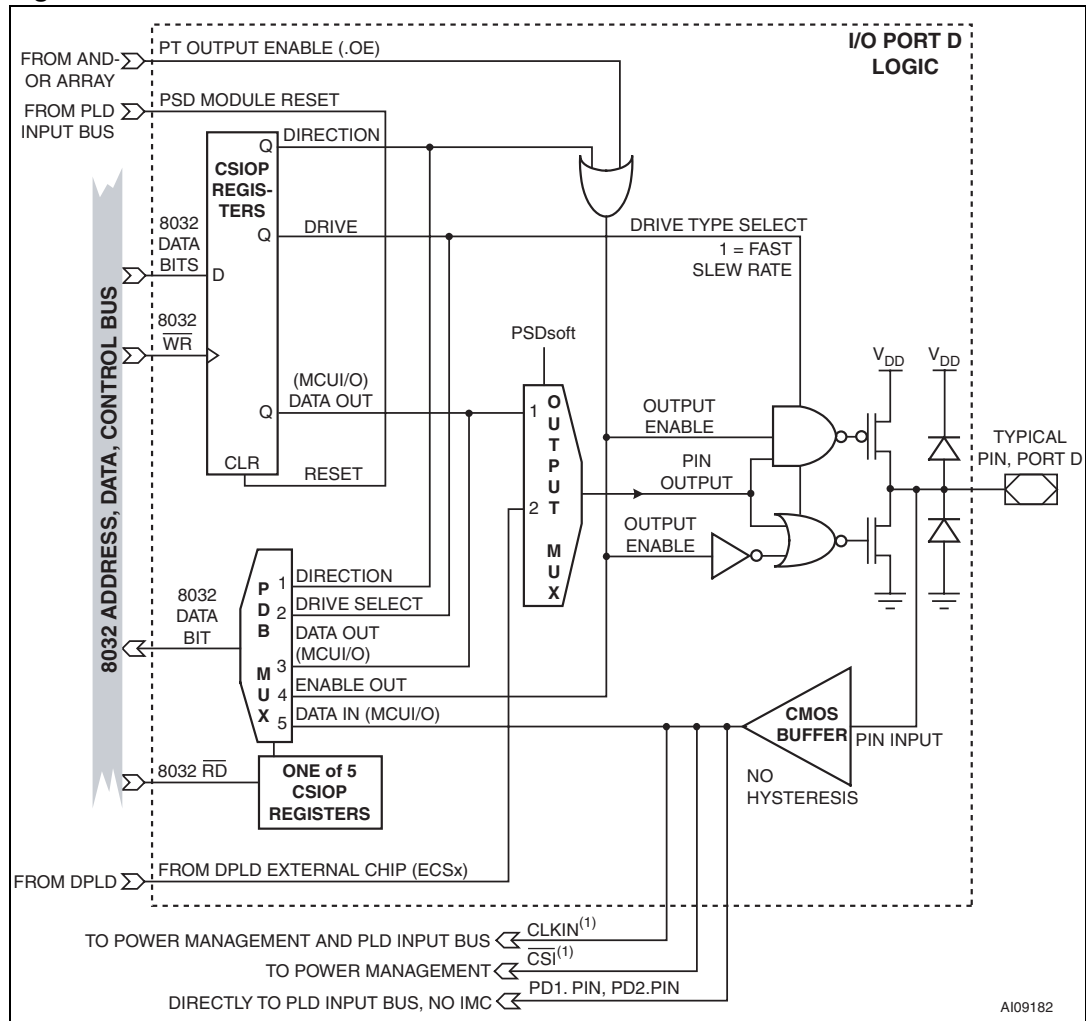 PT OUTPUT ENABLE (.OE)
I/O PORT D
LOGIC
FROM AND-
OR ARRAY
FROM PLD
INPUT BUS
PSD MODULE RESET
DIRECTION
Q
CSIOP
REGIS-
TERS
8032
DATA
BITS
D
Q
DRIVE
DRIVE TYPE SELECT
1 = FAST
SLEW RATE
8032
WR
PSDsoft
(MCUI/O)
DATA OUT
Q
CLR
RESET
1
2
OUTPUT MUX
OUTPUT
ENABLE
PIN
OUTPUT
OUTPUT
ENABLE
VDD
VDD
TYPICAL
PIN, PORT D
8032 ADDRESS, DATA, CONTROL BUS
8032
DATA
BIT
PDB MUX
1
DIRECTION
2
DRIVE SELECT
DATA OUT
(MCUI/O)
3
4
ENABLE OUT
5
DATA IN (MCUI/O)
CMOS
BUFFER
PIN INPUT
NO
HYSTERESIS
8032 RD
ONE of 5
CSIOP
REGISTERS
FROM DPLD
FROM DPLD EXTERNAL CHIP (ECSx)
TO POWER MANAGEMENT AND PLD INPUT BUS
CLKIN(1)
TO POWER MANAGEMENT
CSI(1)
DIRECTLY TO PLD INPUT BUS, NO IMC
PD1. PIN, PD2.PIN
AI09182